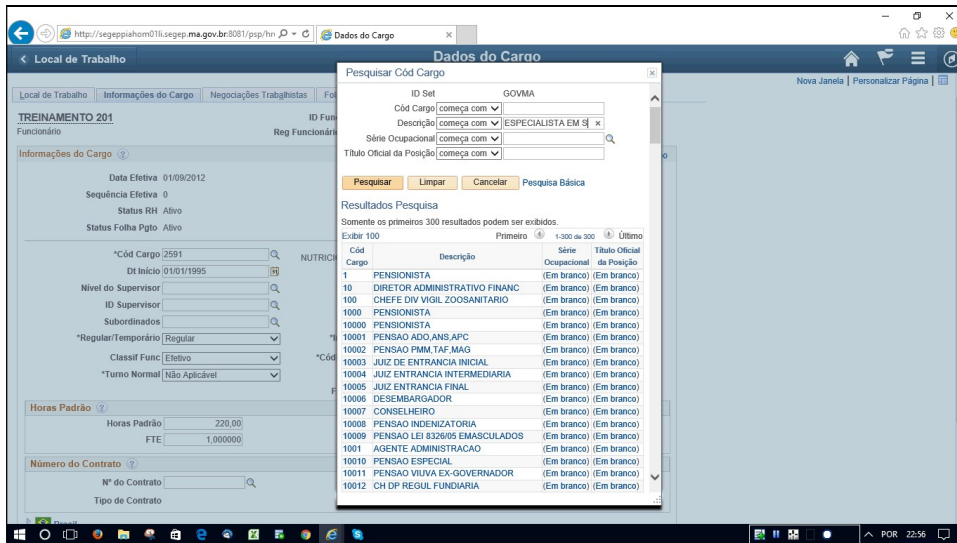 http://segeppiahom01li.segep.ma.gov.br:8081/psp/hn
Dados do Cargo
Local de Trabalho
Dados do Cargo
Nova Janela | Personalizar Página
Local de Trabalho Informações do Cargo Negociações Trabalhistas
TREINAMENTO 201
Funcionário
Reg Funcionári
Informações do Cargo
Data Efetiva 01/09/2012
Sequência Efetiva 0
Status RH Ativo
Status Folha Pgto Ativo
*Cód Cargo 2591
Dt Início 01/01/1995
Nível do Supervisor
ID Supervisor
Subordinados
*Regular/Temporário Regular
Classif Func Efetivo
*Turno Normal Não Aplicável
Horas Padrão
Horas Padrão 220,00
FTE 1,000000
Número do Contrato
Nº do Contrato
Tipo de Contrato
Pesquisar Cód Cargo
ID Set GOVMA
Cód Cargo começa com
Descrição começa com ESPECIALISTA EM S
Série Ocupacional começa com
Título Oficial da Posição começa com
Pesquisar Limpar Cancelar Pesquisa Básica
Resultados Pesquisa
Somente os primeiros 300 resultados podem ser exibidos.
Exibir 100 Primeiro 1-300 de 300 Último
Cód Cargo Descrição Série Ocupacional Título Oficial da Posição
1 PENSIONISTA (Em branco) (Em branco)
10 DIRETOR ADMINISTRATIVO FINANC (Em branco) (Em branco)
100 CHEFE DIV VIGIL ZOOSANITARIO (Em branco) (Em branco)
1000 PENSIONISTA (Em branco) (Em branco)
10000 PENSIONISTA (Em branco) (Em branco)
10001 PENSAO ADO,ANS,APC (Em branco) (Em branco)
10002 PENSAO PMM,TAF,MAG (Em branco) (Em branco)
10003 JUIZ DE ENTRANCIA INICIAL (Em branco) (Em branco)
10004 JUIZ ENTRANCIA INTERMEDIARIA (Em branco) (Em branco)
10005 JUIZ ENTRANCIA FINAL (Em branco) (Em branco)
10006 DESEMBARGADOR (Em branco) (Em branco)
10007 CONSELHEIRO (Em branco) (Em branco)
10008 PENSAO INDENIZATORIA (Em branco) (Em branco)
10009 PENSAO LEI 8326/05 EMASCULADOS (Em branco) (Em branco)
1001 AGENTE ADMINISTRACAO (Em branco) (Em branco)
10010 PENSAO ESPECIAL (Em branco) (Em branco)
10011 PENSAO VIUVA EX-GOVERNADOR (Em branco) (Em branco)
10012 CH DP REGUL FUNDIARIA (Em branco) (Em branco)
POR 22:56